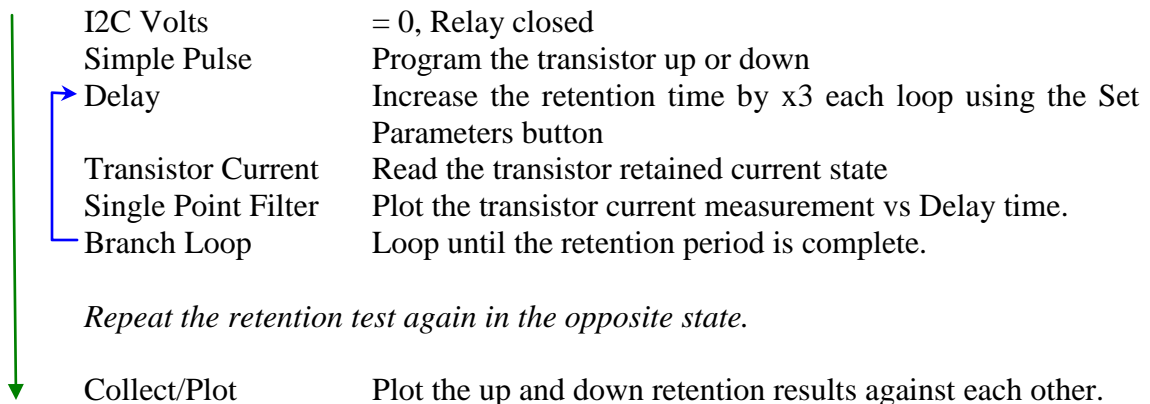 I2C Volts = 0, Relay closed
Simple Pulse Program the transistor up or down
Delay Increase the retention time by x3 each loop using the Set
Parameters button
Transistor Current Read the transistor retained current state
Single Point Filter Plot the transistor current measurement vs Delay time.
Branch Loop Loop until the retention period is complete.
Repeat the retention test again in the opposite state.
Collect/Plot Plot the up and down retention results against each other.